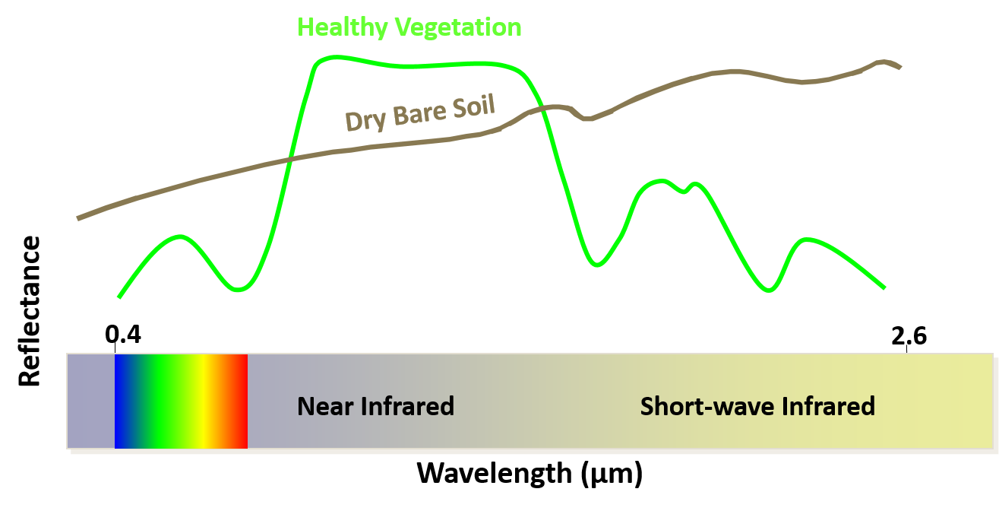 Healthy Vegetation
Dry Bare Soil
Reflectance
0.4
2.6
Near Infrared
Short-wave Infrared
Wavelength (µm)